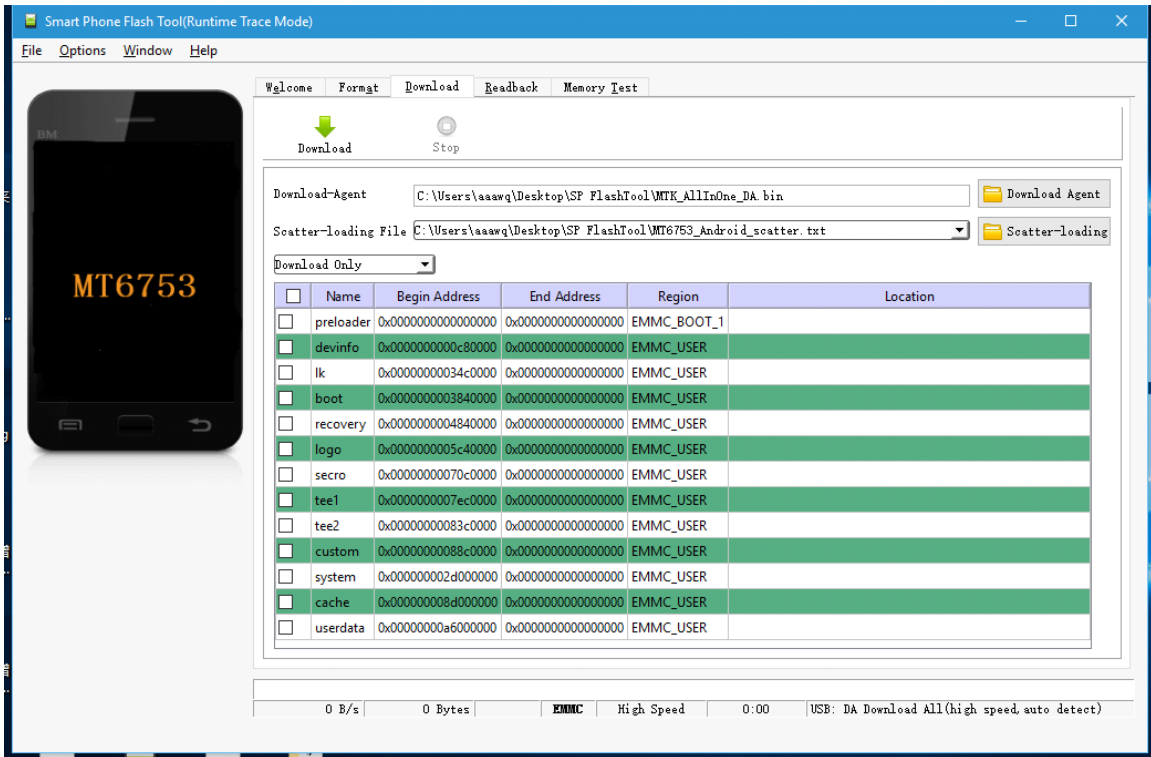 Smart Phone Flash Tool(Runtime Trace Mode)
File Options Window Help
Welcome Format Download Readback Memory Test
BM
Download Stop
Download-Agent C:\Users\aaawq\Desktop\SP FlashTool\MTK_AllInOne_DA.bin Download Agent
Scatter-loading File C:\Users\aaawq\Desktop\SP FlashTool\MT6753_Android_scatter.txt Scatter-loading
Download Only
MT6753
Name Begin Address End Address Region Location
preloader 0x0000000000000000 0x0000000000000000 EMMC_BOOT_1
devinfo 0x0000000000c80000 0x0000000000000000 EMMC_USER
lk 0x00000000034c0000 0x0000000000000000 EMMC_USER
boot 0x0000000003840000 0x0000000000000000 EMMC_USER
recovery 0x0000000004840000 0x0000000000000000 EMMC_USER
logo 0x0000000005c40000 0x0000000000000000 EMMC_USER
secro 0x00000000070c0000 0x0000000000000000 EMMC_USER
tee1 0x0000000007ec0000 0x0000000000000000 EMMC_USER
tee2 0x00000000083c0000 0x0000000000000000 EMMC_USER
custom 0x00000000088c0000 0x0000000000000000 EMMC_USER
system 0x000000002d000000 0x0000000000000000 EMMC_USER
cache 0x000000008d000000 0x0000000000000000 EMMC_USER
userdata 0x00000000a6000000 0x0000000000000000 EMMC_USER
0 B/s 0 Bytes EMMC High Speed 0:00 USB: DA Download All(high speed,auto detect)